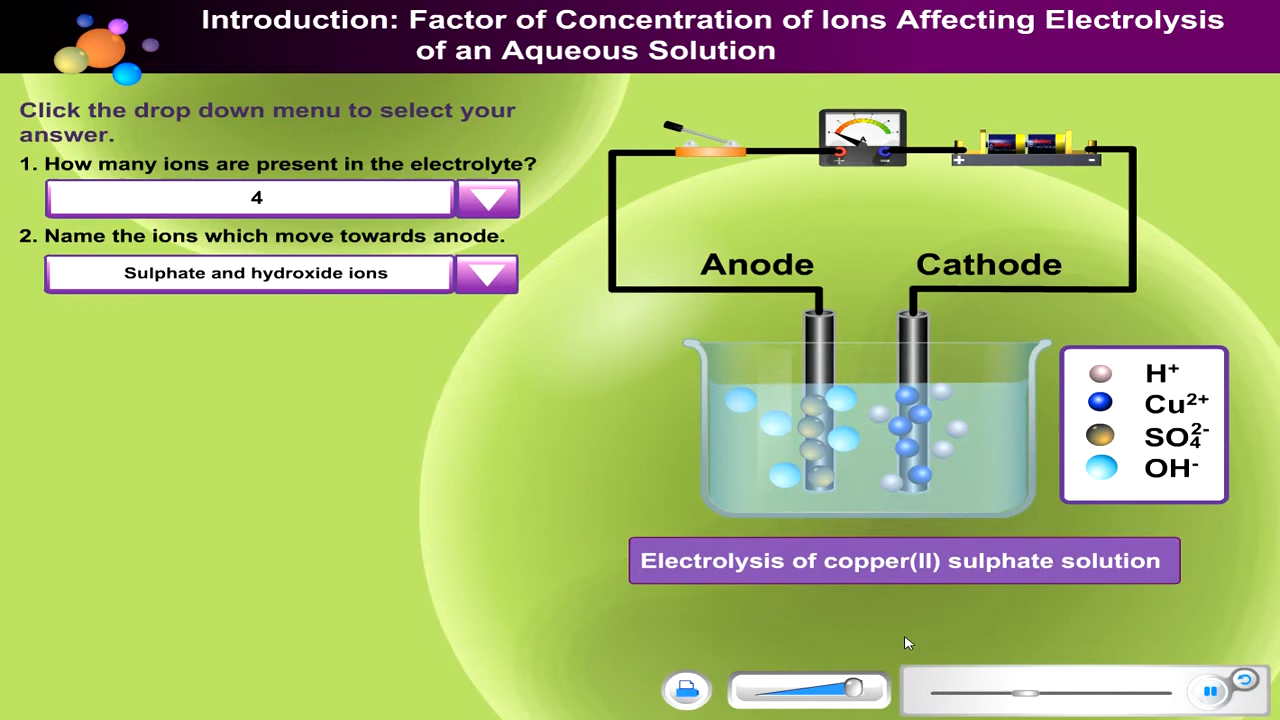 Introduction: Factor of Concentration of Ions Affecting Electrolysis
of an Aqueous Solution
Click the drop down menu to select your
answer.
1. How many ions are present in the electrolyte?
4
2. Name the ions which move towards anode.
Sulphate and hydroxide ions
A
+
−
+
-
Anode
Cathode
H⁺
Cu²⁺
SO₄²⁻
OH⁻
Electrolysis of copper(II) sulphate solution